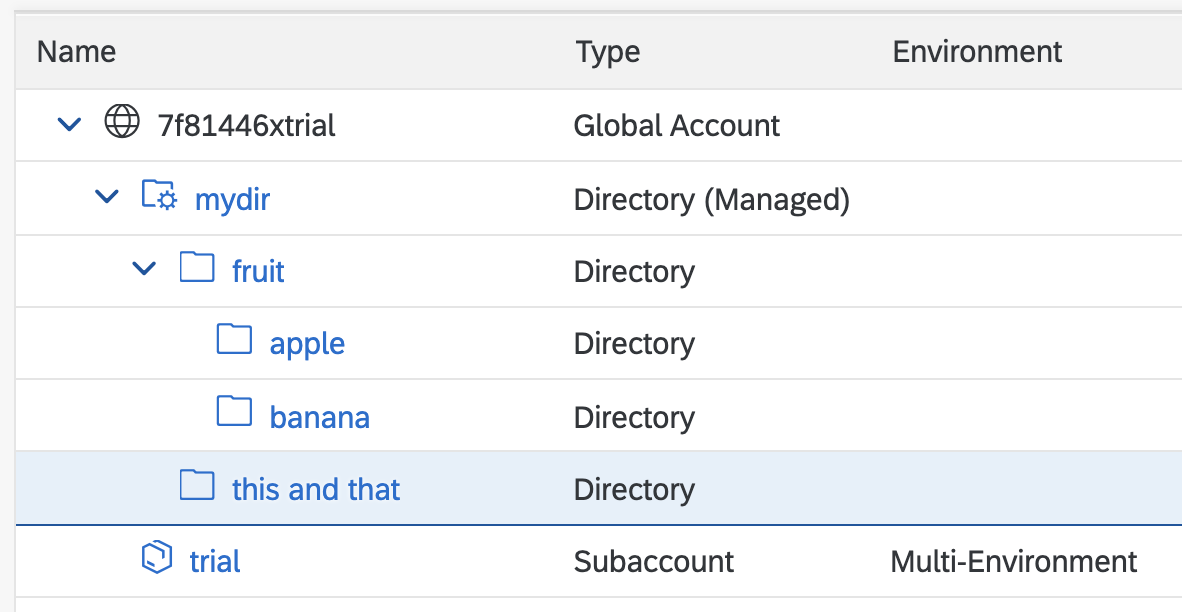 Name Type Environment
7f81446xtrial Global Account
mydir Directory (Managed)
fruit Directory
apple Directory
banana Directory
this and that Directory
trial Subaccount Multi-Environment